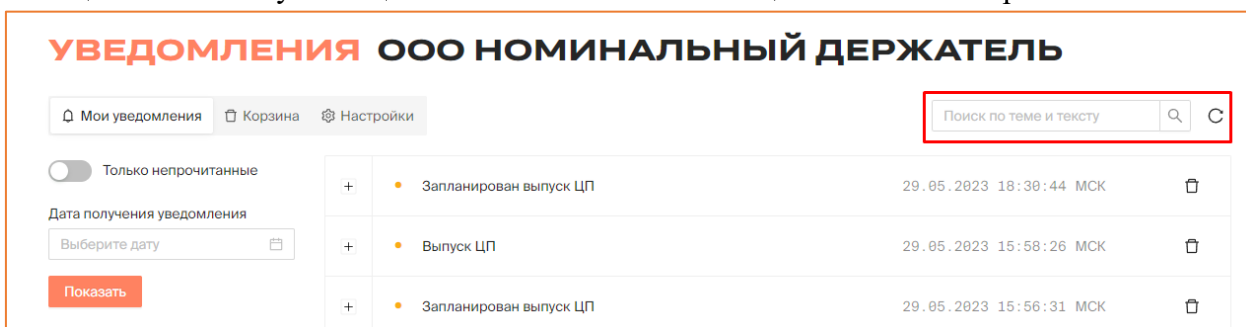 УВЕДОМЛЕНИЯ ООО НОМИНАЛЬНЫЙ ДЕРЖАТЕЛЬ
Мои уведомления Корзина Настройки Поиск по теме и тексту
Только непрочитанные
Запланирован выпуск ЦП 29.05.2023 18:30:44 МСК
Дата получения уведомления
Выберите дату
Выпуск ЦП 29.05.2023 15:58:26 МСК
Показать
Запланирован выпуск ЦП 29.05.2023 15:56:31 МСК